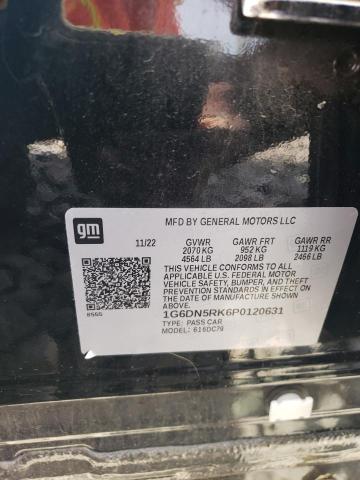 gm
MFD BY GENERAL MOTORS LLC
11/22 GVWR GAWR FRT GAWR RR
2070 KG 952 KG 1119 KG
4564 LB 2098 LB 2466 LB
THIS VEHICLE CONFORMS TO ALL
APPLICABLE U.S. FEDERAL MOTOR
VEHICLE SAFETY, BUMPER, AND THEFT
PREVENTION STANDARDS IN EFFECT ON
THE DATE OF MANUFACTURE SHOWN
ABOVE.
1G6DN5RK6P0120631
TYPE: PASS CAR
MODEL: 616DC79